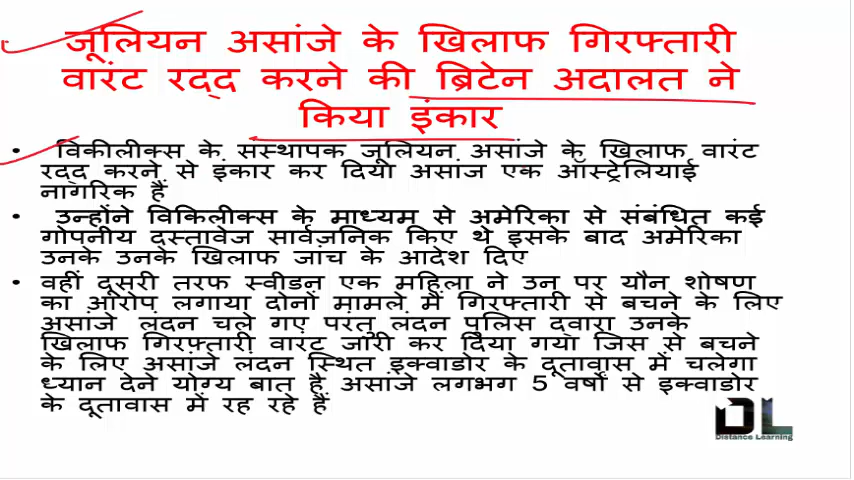 जूलियन असांजे के खिलाफ गिरफ्तारी
वारंट रद्द करने की ब्रिटेन अदालत ने
किया इंकार
• विकीलीक्स के संस्थापक जूलियन असांजे के खिलाफ वारंट
रद्द करने से इंकार कर दिया असांज एक ऑस्ट्रेलियाई
नागरिक हैं
• उन्होंने विकिलीक्स के माध्यम से अमेरिका से संबंधित कई
गोपनीय दस्तावेज सार्वजनिक किए थे इसके बाद अमेरिका
उनके उनके खिलाफ जांच के आदेश दिए
• वहीं दूसरी तरफ स्वीडन एक महिला ने उन पर यौन शोषण
का आरोप लगाया दोनों मामले में गिरफ्तारी से बचने के लिए
असांजे लंदन चले गए परंतु लंदन पुलिस द्वारा उनके
खिलाफ गिरफ्तारी वारंट जारी कर दिया गया जिस से बचने
के लिए असांजे लंदन स्थित इक्वाडोर के दूतावास में चलेगा
ध्यान देने योग्य बात है असांजे लगभग 5 वर्षों से इक्वाडोर
के दूतावास में रह रहे हैं
DL
Distance Learning